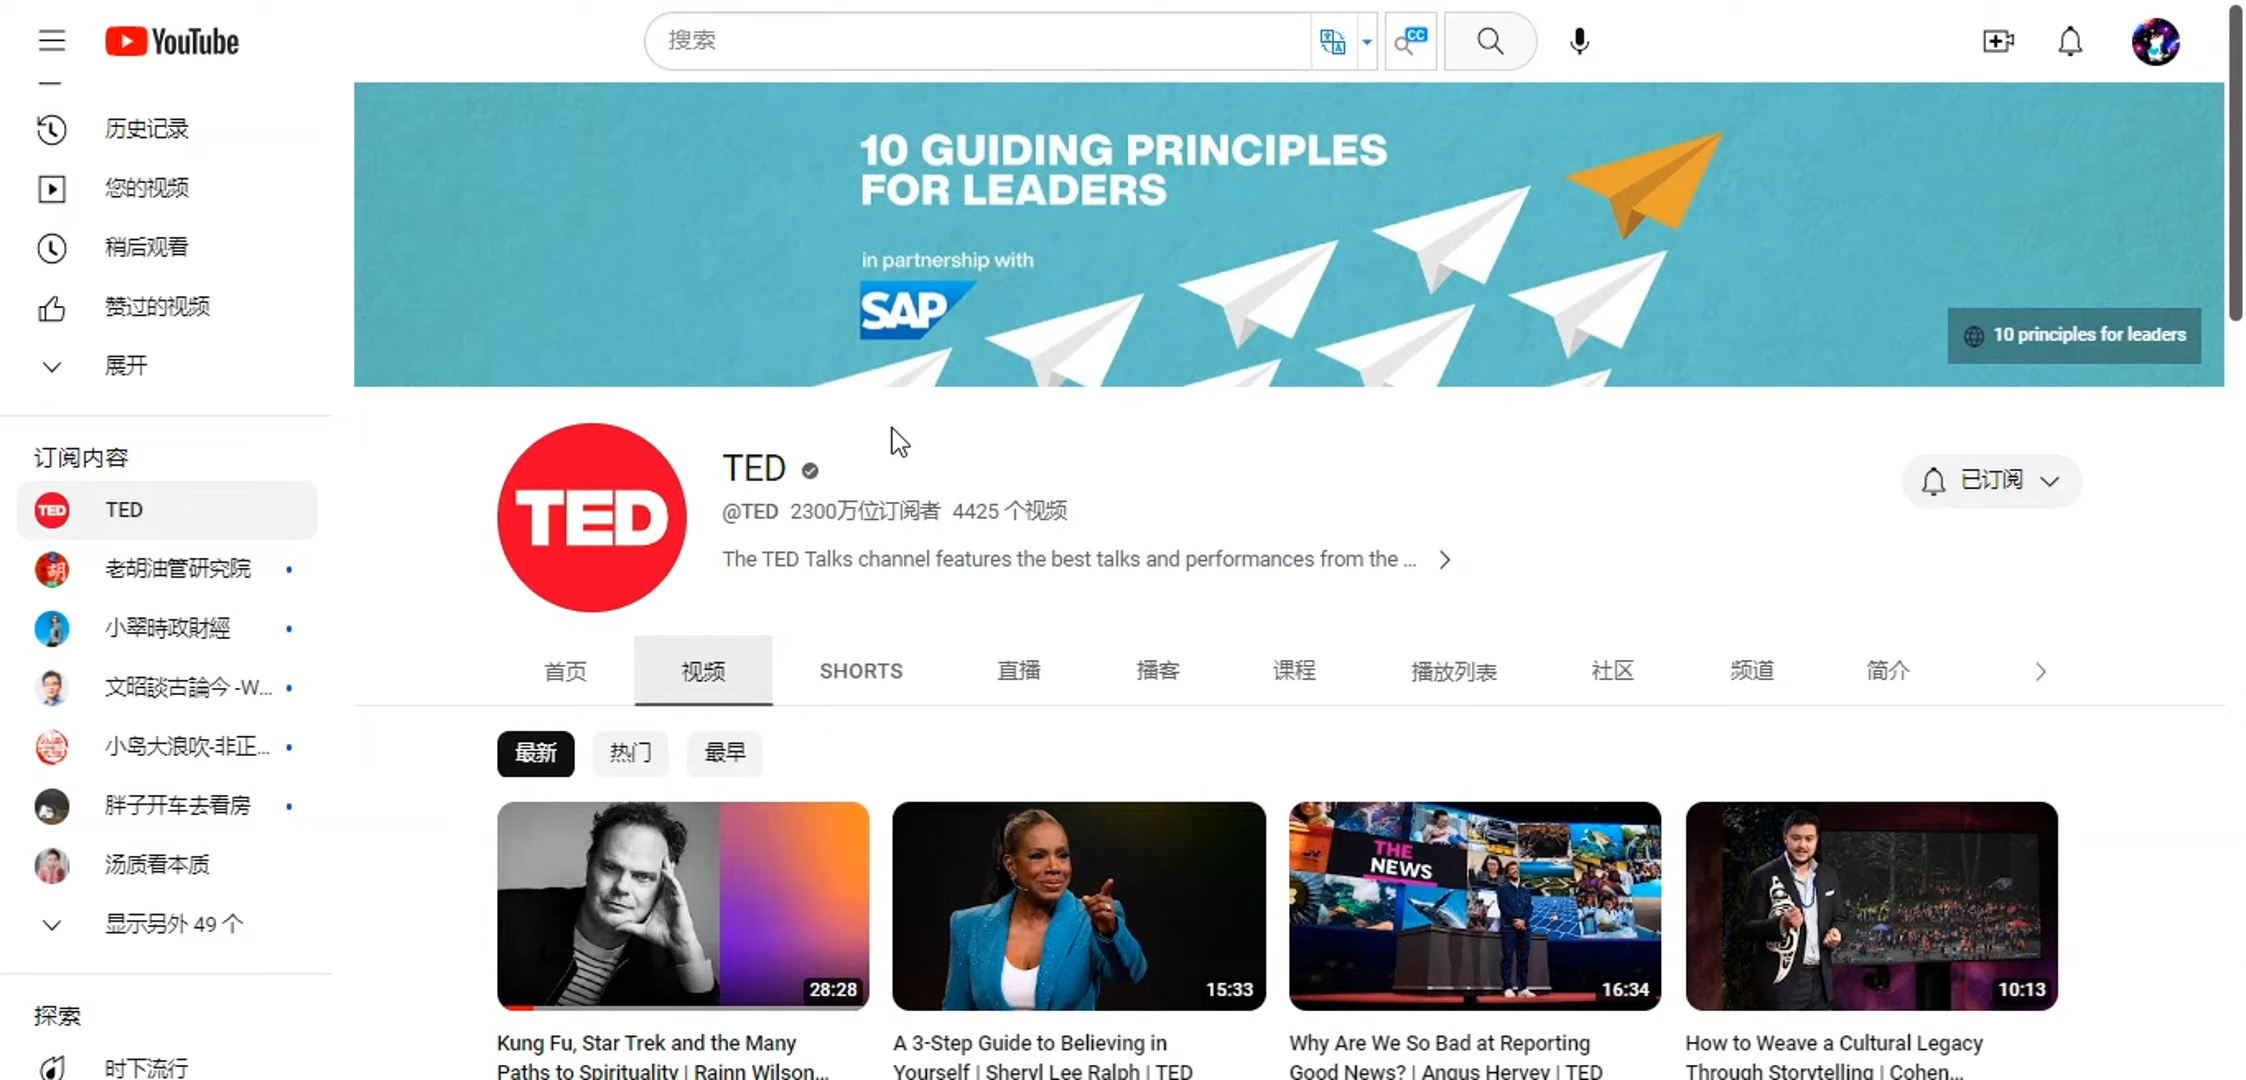 YouTube
搜索
CC
历史记录
您的视频
稍后观看
赞过的视频
展开
订阅内容
TED
TED
老胡油管研究院
小翠時政財經
文昭談古論今 -W...
小岛大浪吹-非正...
胖子开车去看房
汤质看本质
显示另外 49 个
探索
时下流行
10 GUIDING PRINCIPLES
FOR LEADERS
in partnership with
SAP
10 principles for leaders
TED
TED
@TED 2300万位订阅者 4425 个视频
The TED Talks channel features the best talks and performances from the ...
已订阅
首页
视频
SHORTS
直播
播客
课程
播放列表
社区
频道
简介
最新
热门
最早
28:28
15:33
THE
NEWS
16:34
10:13
Kung Fu, Star Trek and the Many
Paths to Spirituality | Rainn Wilson...
A 3-Step Guide to Believing in
Yourself | Sheryl Lee Ralph | TED
Why Are We So Bad at Reporting
Good News? | Angus Hervey | TED
How to Weave a Cultural Legacy
Through Storytelling | Cohen...